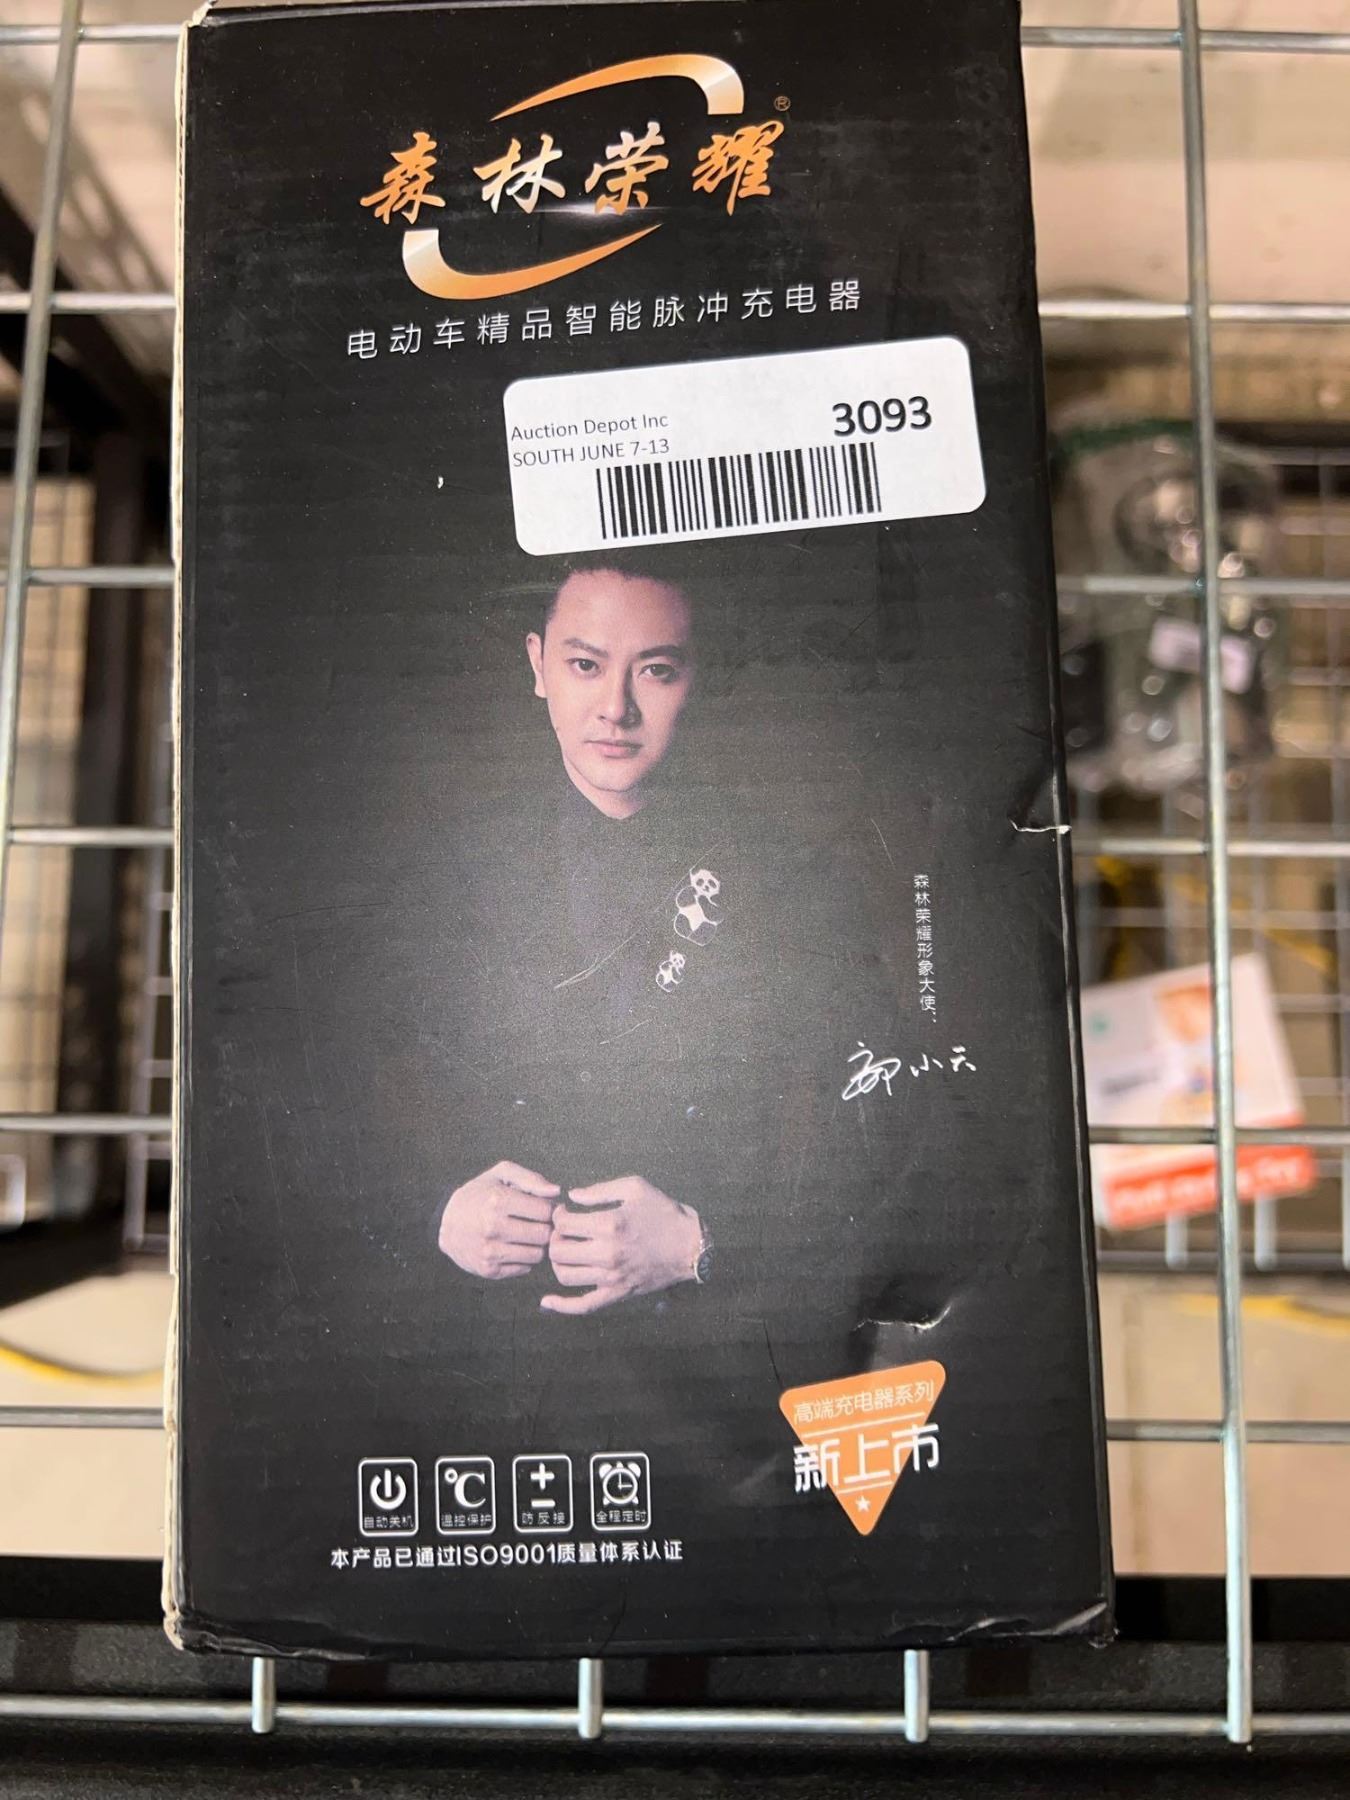 森林荣耀®
电动车精品智能脉冲充电器
Auction Depot Inc
3093
SOUTH JUNE 7-13
森林荣耀形象大使:
小天
高端充电器系列
新上市
°C
自动关机
温控保护
防反接
全程定时
本产品已通过ISO9001质量体系认证